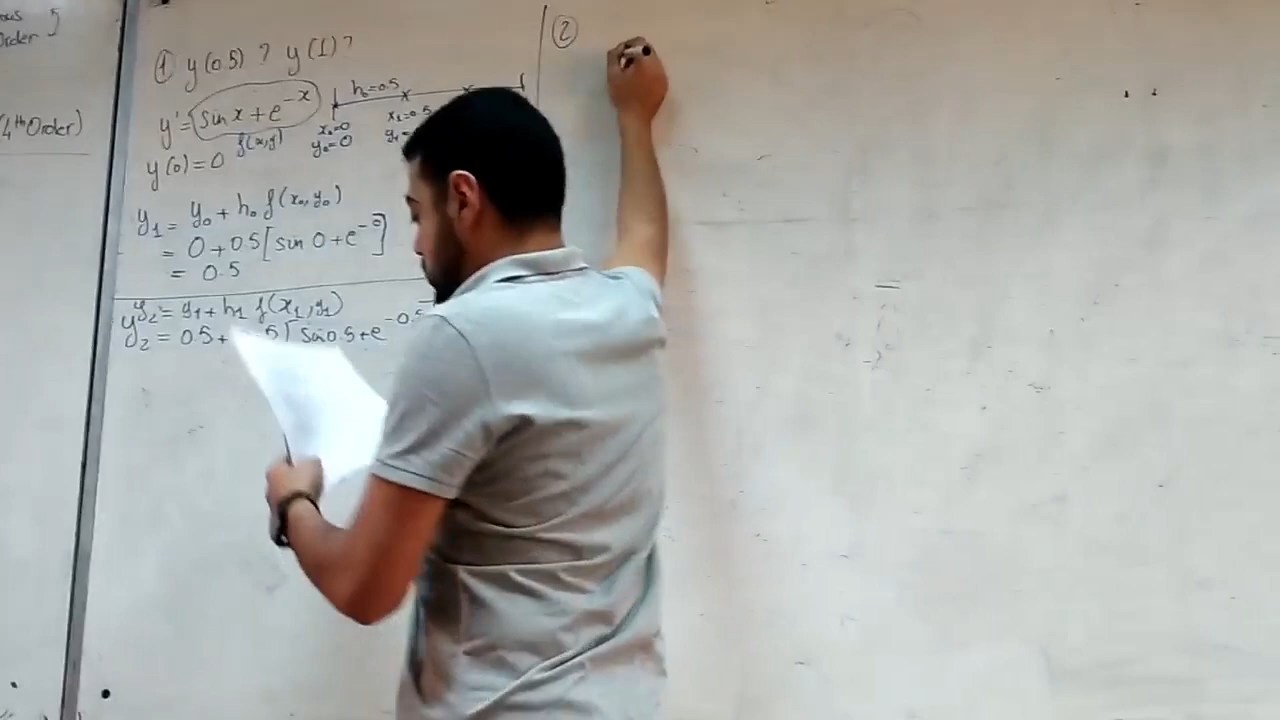 Order
(4th Order)
① y(0.5) ? y(1)?
y' = sin x + e^-x
f(x,y)
y(0) = 0
h₀=0.5
x₀=0
y₀=0
x₁=0.5
y₁=
y₁ = y₀ + h₀ f(x₀, y₀)
= 0 + 0.5 [sin 0 + e^-0]
= 0.5
y₂ = y₁ + h₁ f(x₁, y₁)
y₂ = 0.5 + 5 [sin 0.5 + e^-0.5
②